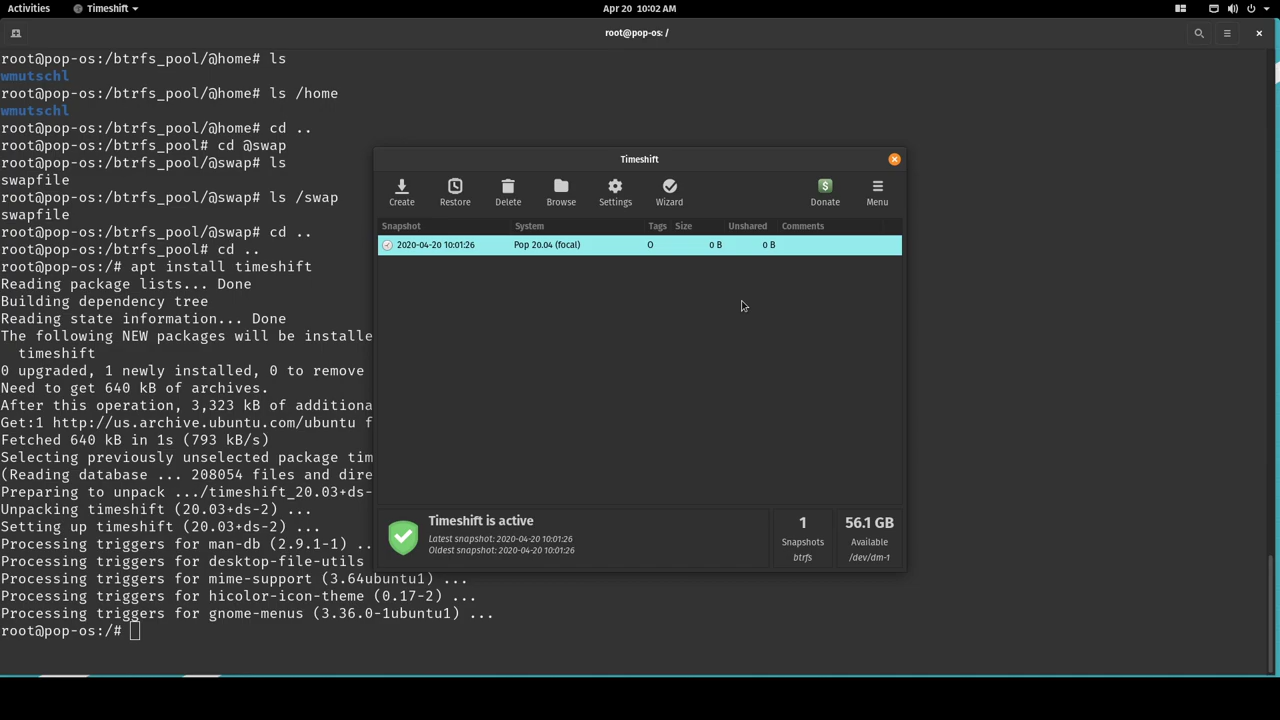 Activities Timeshift Apr 20 10:02 AM
root@pop-os: /
root@pop-os:/btrfs_pool/@home# ls
wmutschl
root@pop-os:/btrfs_pool/@home# ls /home
wmutschl
root@pop-os:/btrfs_pool/@home# cd ..
root@pop-os:/btrfs_pool# cd @swap
root@pop-os:/btrfs_pool/@swap# ls
swapfile
root@pop-os:/btrfs_pool/@swap# ls /swap
swapfile
root@pop-os:/btrfs_pool/@swap# cd ..
root@pop-os:/btrfs_pool# cd ..
root@pop-os:/# apt install timeshift
Reading package lists... Done
Building dependency tree
Reading state information... Done
The following NEW packages will be installe
timeshift
0 upgraded, 1 newly installed, 0 to remove
Need to get 640 kB of archives.
After this operation, 3,323 kB of additiona
Get:1 http://us.archive.ubuntu.com/ubuntu f
Fetched 640 kB in 1s (793 kB/s)
Selecting previously unselected package tim
(Reading database ... 208054 files and dire
Preparing to unpack .../timeshift_20.03+ds-
Unpacking timeshift (20.03+ds-2) ...
Setting up timeshift (20.03+ds-2) ...
Processing triggers for man-db (2.9.1-1) ..
Processing triggers for desktop-file-utils
Processing triggers for mime-support (3.64ubuntu1) ...
Processing triggers for hicolor-icon-theme (0.17-2) ...
Processing triggers for gnome-menus (3.36.0-1ubuntu1) ...
root@pop-os:/#
Timeshift
Create Restore Delete Browse Settings Wizard Donate Menu
Snapshot System Tags Size Unshared Comments
2020-04-20 10:01:26 Pop 20.04 (focal) O 0 B 0 B
Timeshift is active
Latest snapshot: 2020-04-20 10:01:26
Oldest snapshot: 2020-04-20 10:01:26
1
Snapshots
btrfs
56.1 GB
Available
/dev/dm-1